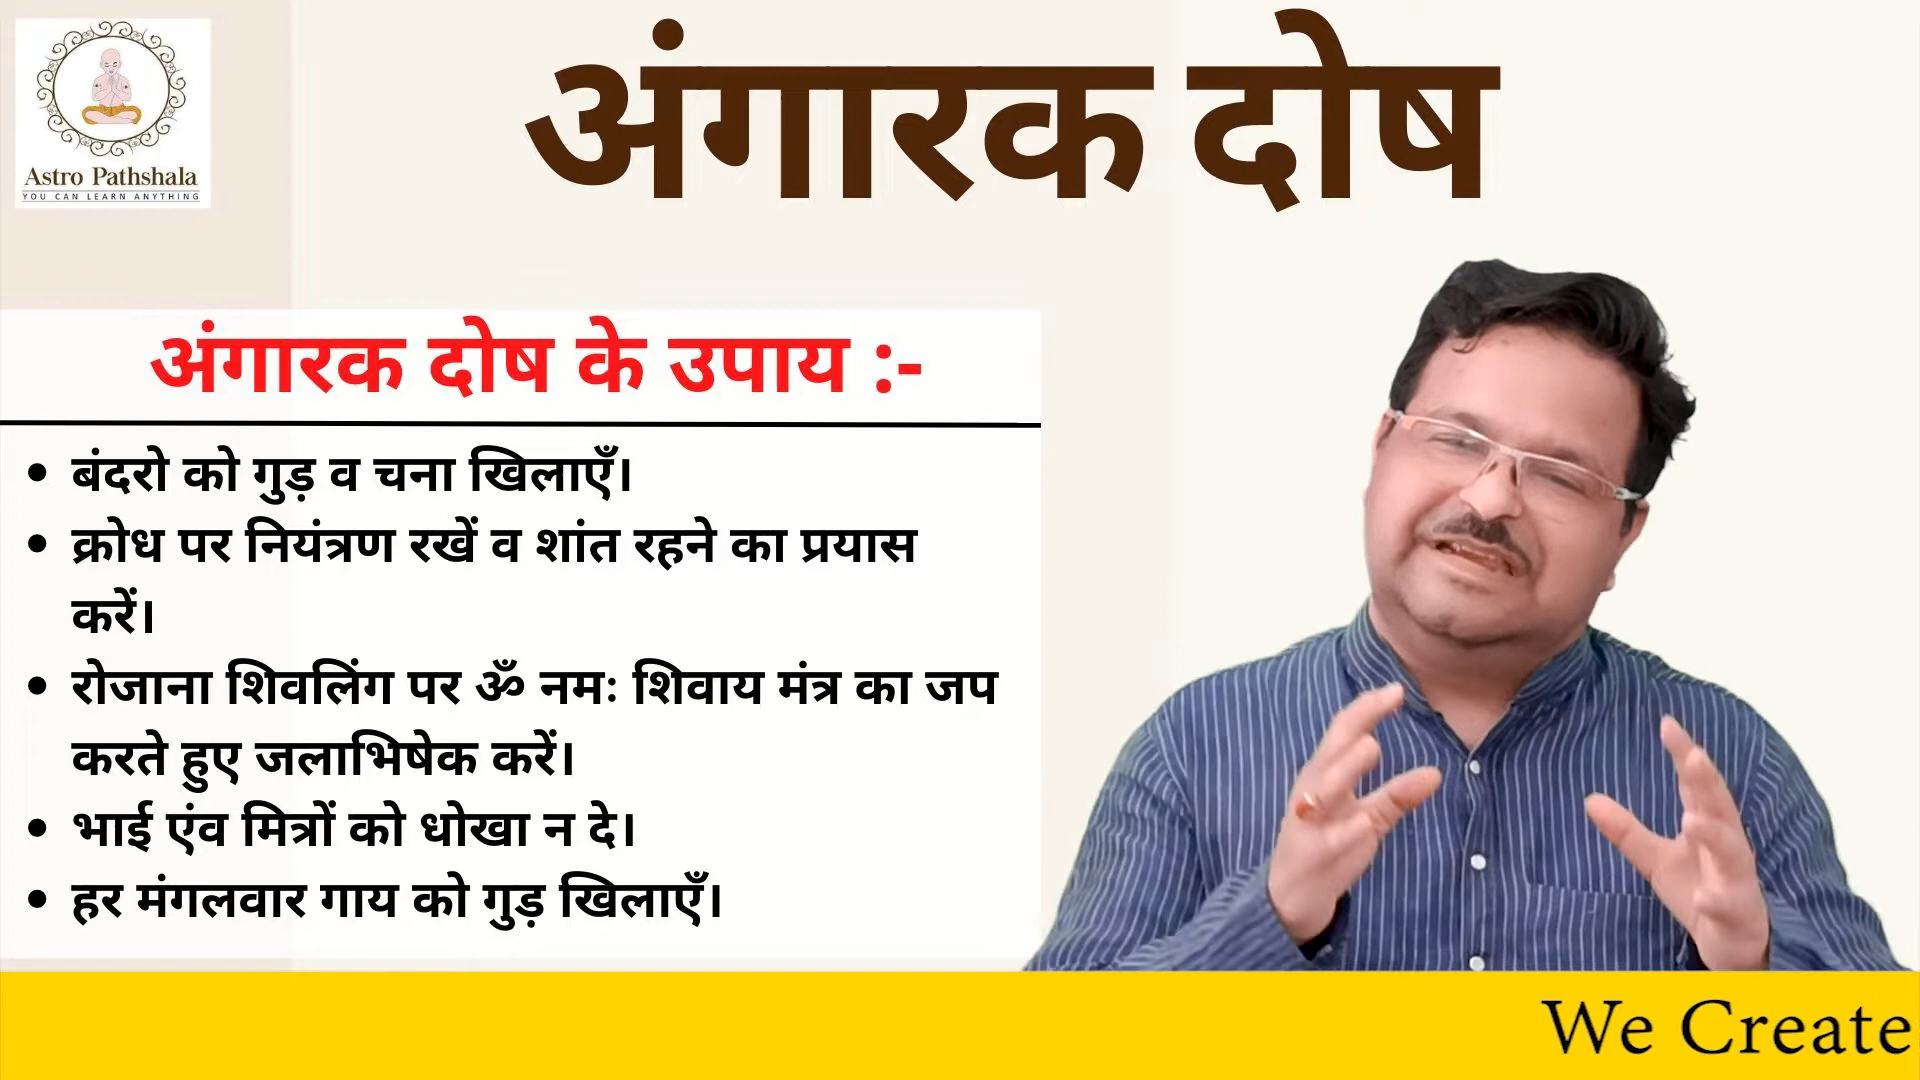 Astro Pathshala
YOU CAN LEARN ANYTHING
अंगारक दोष
अंगारक दोष के उपाय :-
• बंदरो को गुड़ व चना खिलाएँ।
• क्रोध पर नियंत्रण रखें व शांत रहने का प्रयास
करें।
• रोजाना शिवलिंग पर ॐ नमः शिवाय मंत्र का जप
करते हुए जलाभिषेक करें।
• भाई एंव मित्रों को धोखा न दे।
• हर मंगलवार गाय को गुड़ खिलाएँ।
We Create